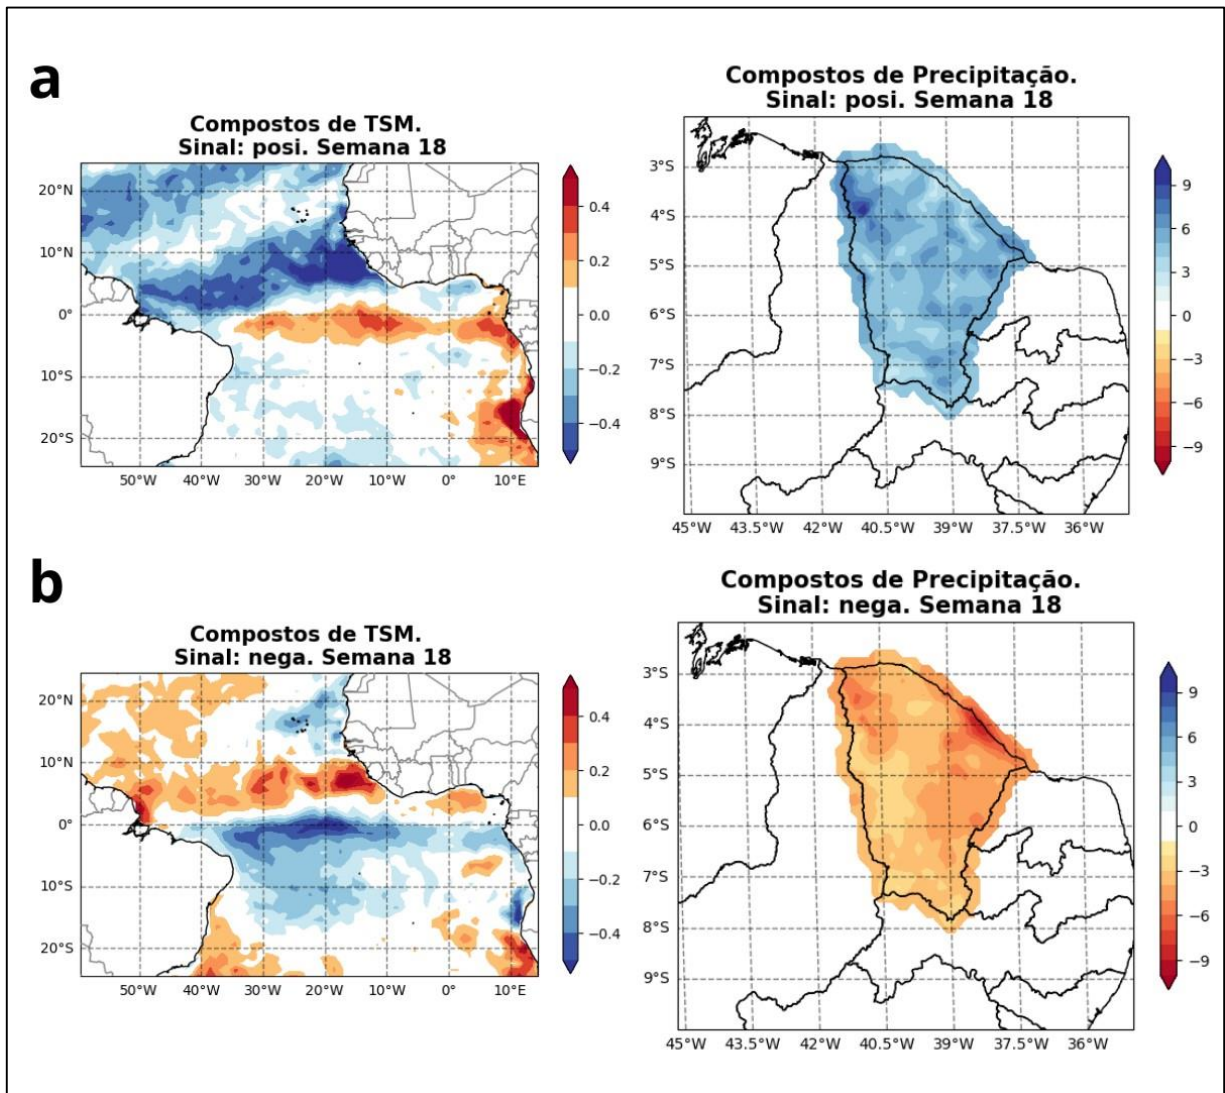 a
Compostos de TSM.
Sinal: posi. Semana 18
20°N
10°N
0°
10°S
20°S
50°W 40°W 30°W 20°W 10°W 0° 10°E
0.4
0.2
0.0
−0.2
−0.4
Compostos de Precipitação.
Sinal: posi. Semana 18
3°S
4°S
5°S
6°S
7°S
8°S
9°S
45°W 43.5°W 42°W 40.5°W 39°W 37.5°W 36°W
9
6
3
0
−3
−6
−9
b
Compostos de TSM.
Sinal: nega. Semana 18
20°N
10°N
0°
10°S
20°S
50°W 40°W 30°W 20°W 10°W 0° 10°E
0.4
0.2
0.0
−0.2
−0.4
Compostos de Precipitação.
Sinal: nega. Semana 18
3°S
4°S
5°S
6°S
7°S
8°S
9°S
45°W 43.5°W 42°W 40.5°W 39°W 37.5°W 36°W
9
6
3
0
−3
−6
−9